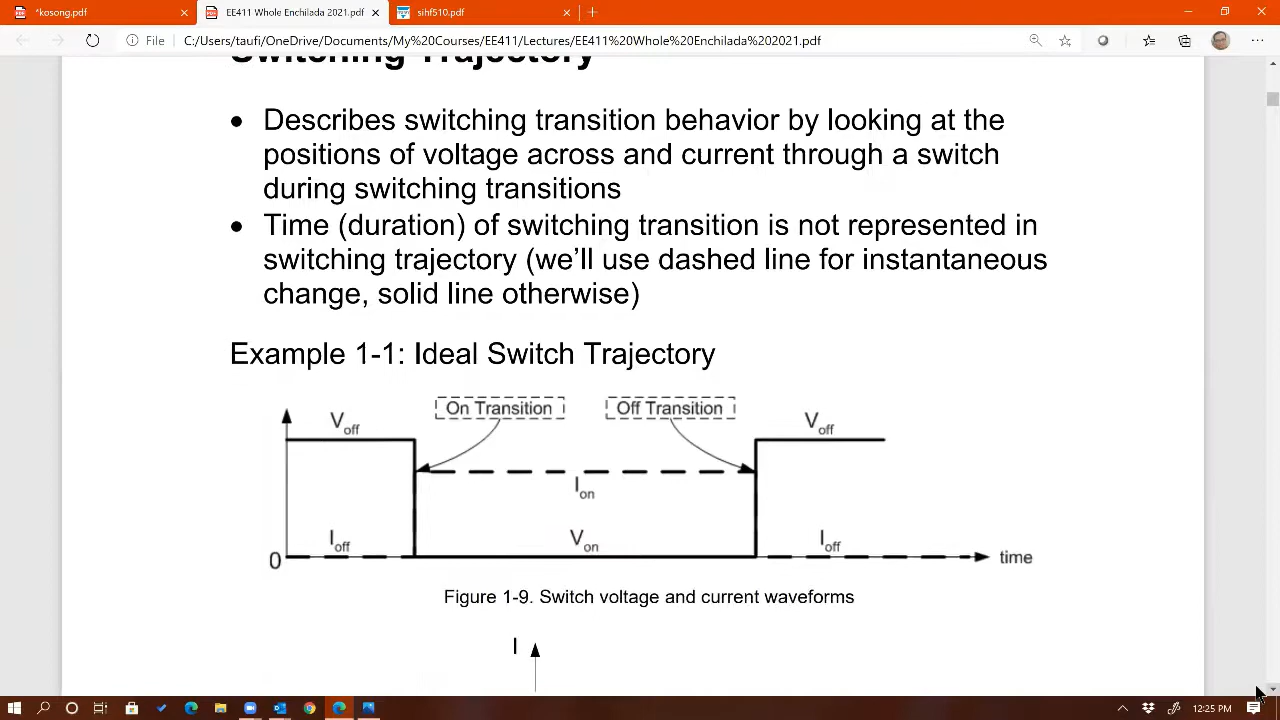 *kosong.pdf
EE411 Whole Enchilada 2021.pdf
sihf510.pdf
File
C:/Users/taufi/OneDrive/Documents/My%20Courses/EE411/Lectures/EE411%20Whole%20Enchilada%202021.pdf
Switching Trajectory
• Describes switching transition behavior by looking at the
positions of voltage across and current through a switch
during switching transitions
• Time (duration) of switching transition is not represented in
switching trajectory (we’ll use dashed line for instantaneous
change, solid line otherwise)
Example 1-1: Ideal Switch Trajectory
On Transition
Off Transition
Voff
Voff
Ion
Ioff
Von
Ioff
0
time
Figure 1-9. Switch voltage and current waveforms
I
12:25 PM